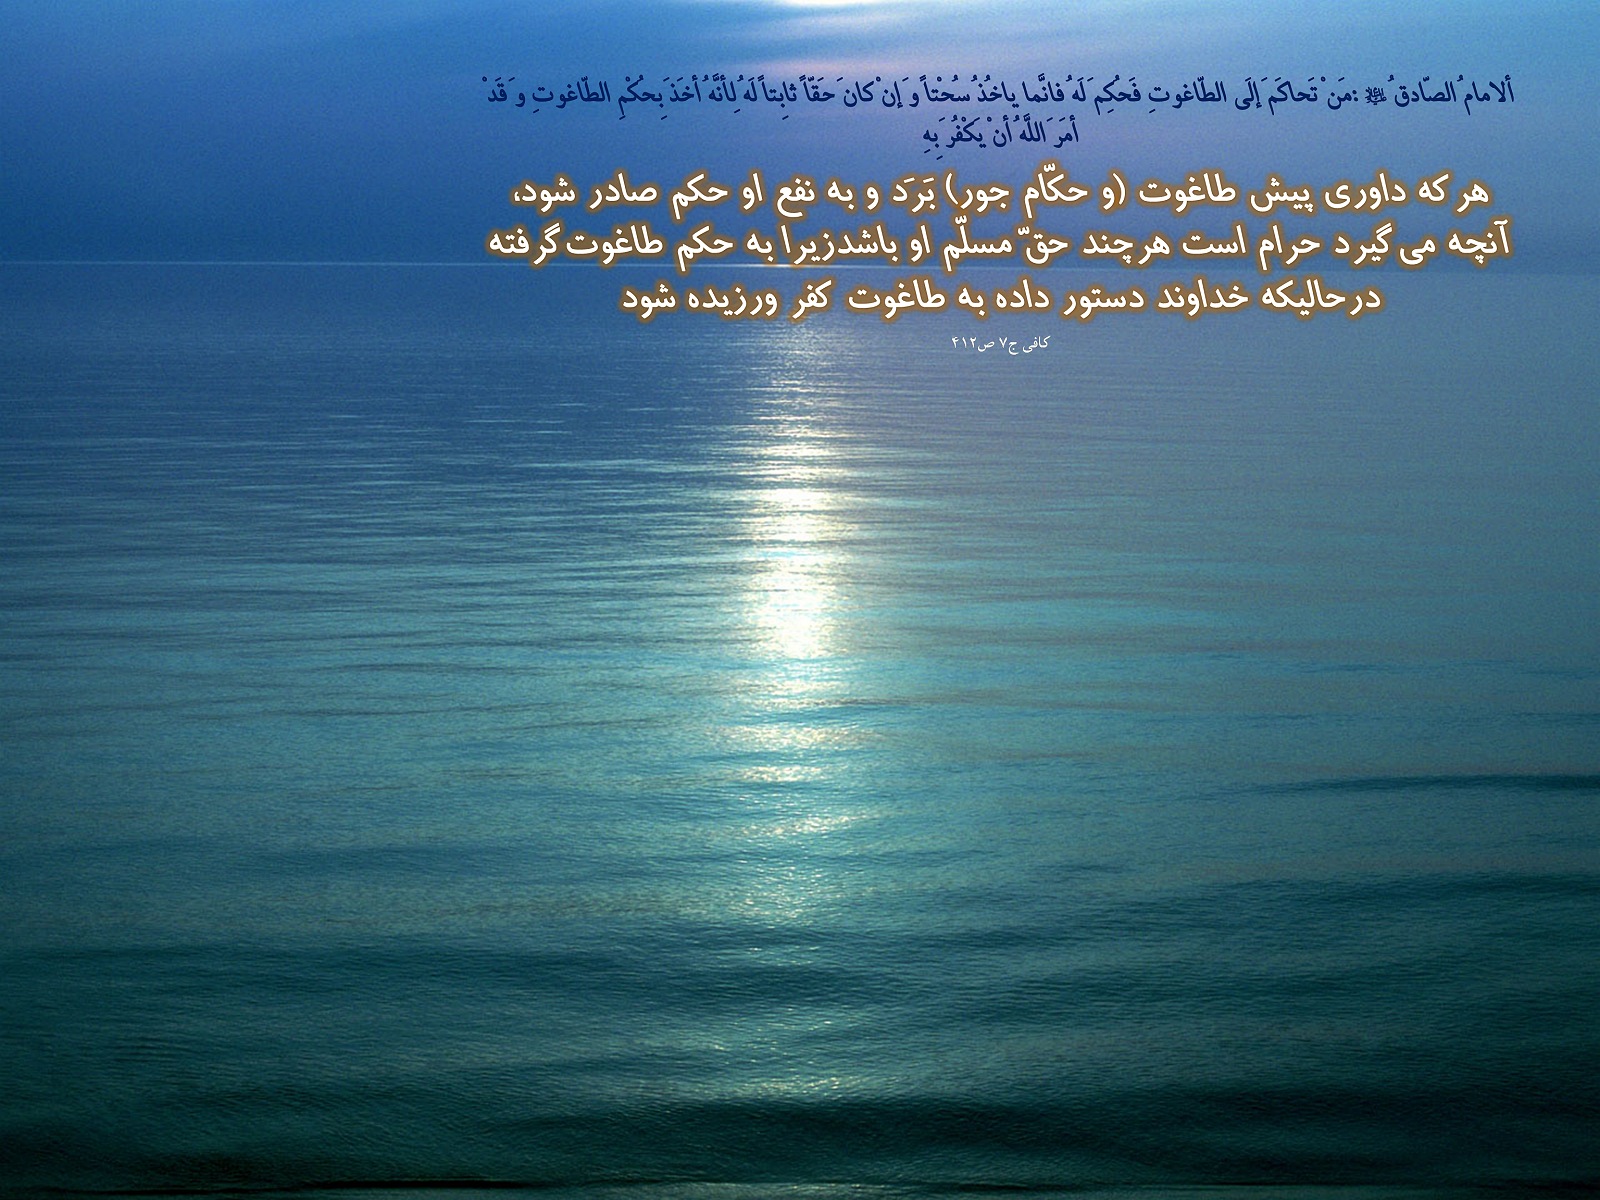 ألامامُ الصّادقُ ﷷ :مَنْ تَحاكَمَ إلَى الطّاغوتِ فَحُكِمَ لَهُ فانَّما ياخُذُ سُحْتاً وَ إنْ كانَ حَقّاً ثابِتاً لَهُ لِأنَّهُ أخَذَ بِحكُمْ الطّاغوتِ وَ قَدْ
أمَرَ اللَّهُ أنْ يَكْفُرَ بِهِ
هر که داوری پیش طاغوت (و حکّام جور) بَرَد و به نفع او حکم صادر شود،
آنچه می گیرد حرام است هرچند حقّ مسلّم او باشدزیرا به حکم طاغوت گرفته
درحالیکه خداوند دستور داده به طاغوت کفر ورزیده شود
کافی ج۷ ص۴۱۲